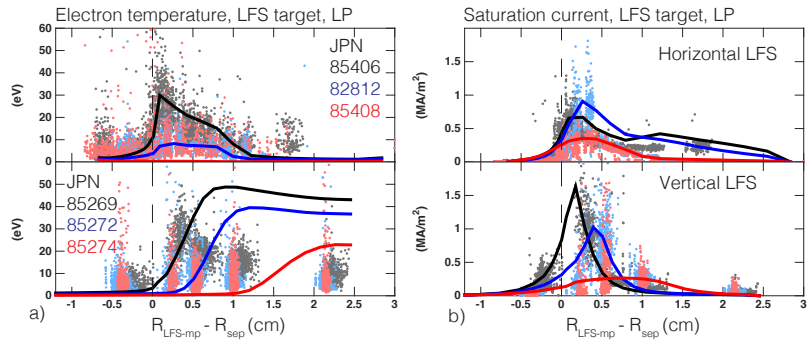 Electron temperature, LFS target, LP
Saturation current, LFS target, LP
60
50
40
30
20
10
0
(eV)
JPN
85406
82812
85408
1.5
1
0.5
0
(MA/m²)
Horizontal LFS
50
40
30
20
10
0
(eV)
JPN
85269
85272
85274
1.5
1
0.5
0
(MA/m²)
Vertical LFS
-1 -0.5 0 0.5 1 1.5 2 2.5 3
-1 -0.5 0 0.5 1 1.5 2 2.5 3
a) R_LFS-mp - R_sep (cm)
b) R_LFS-mp - R_sep (cm)